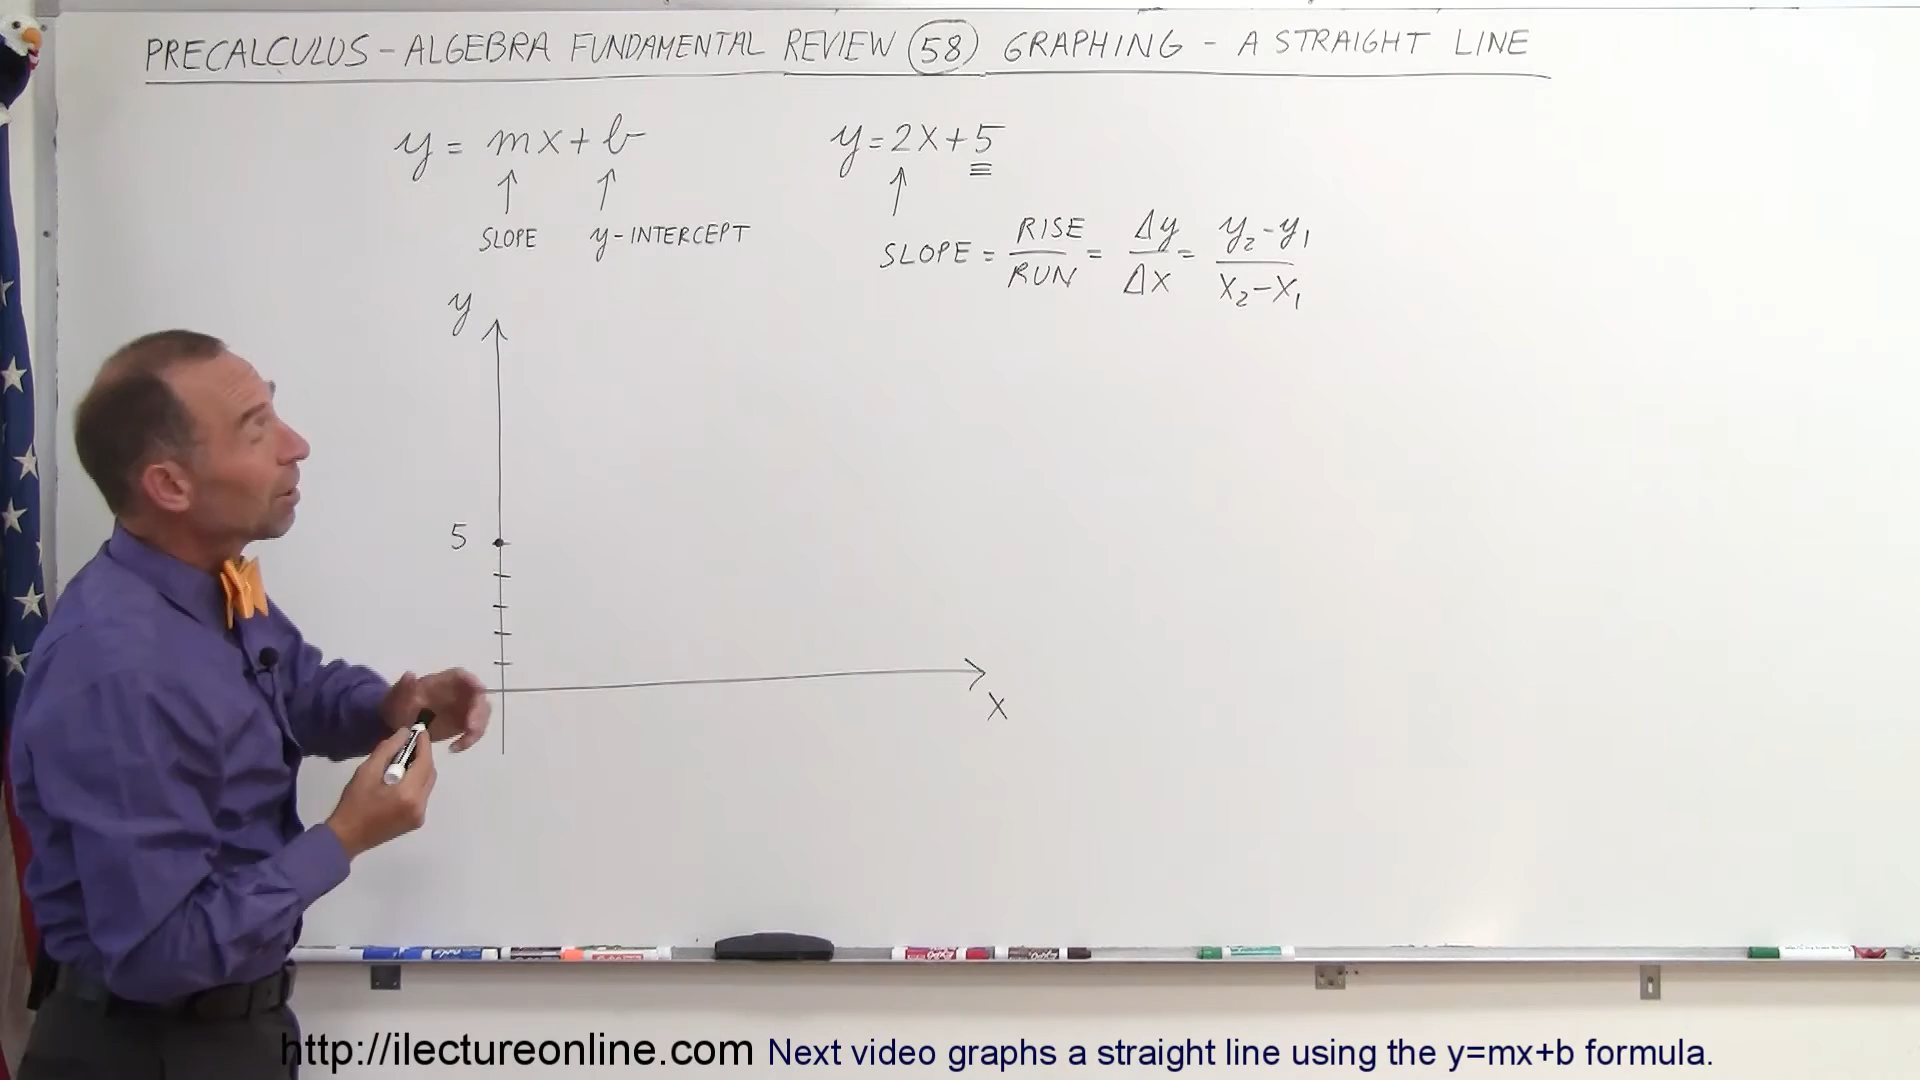 PRECALCULUS - ALGEBRA FUNDAMENTAL REVIEW 58 GRAPHING - A STRAIGHT LINE
y = mx + b
y = 2x + 5
SLOPE
y-INTERCEPT
SLOPE = RISE/RUN = Δy/Δx = y₂-y₁/x₂-x₁
y
5
x
http://ilectureonline.com Next video graphs a straight line using the y=mx+b formula.